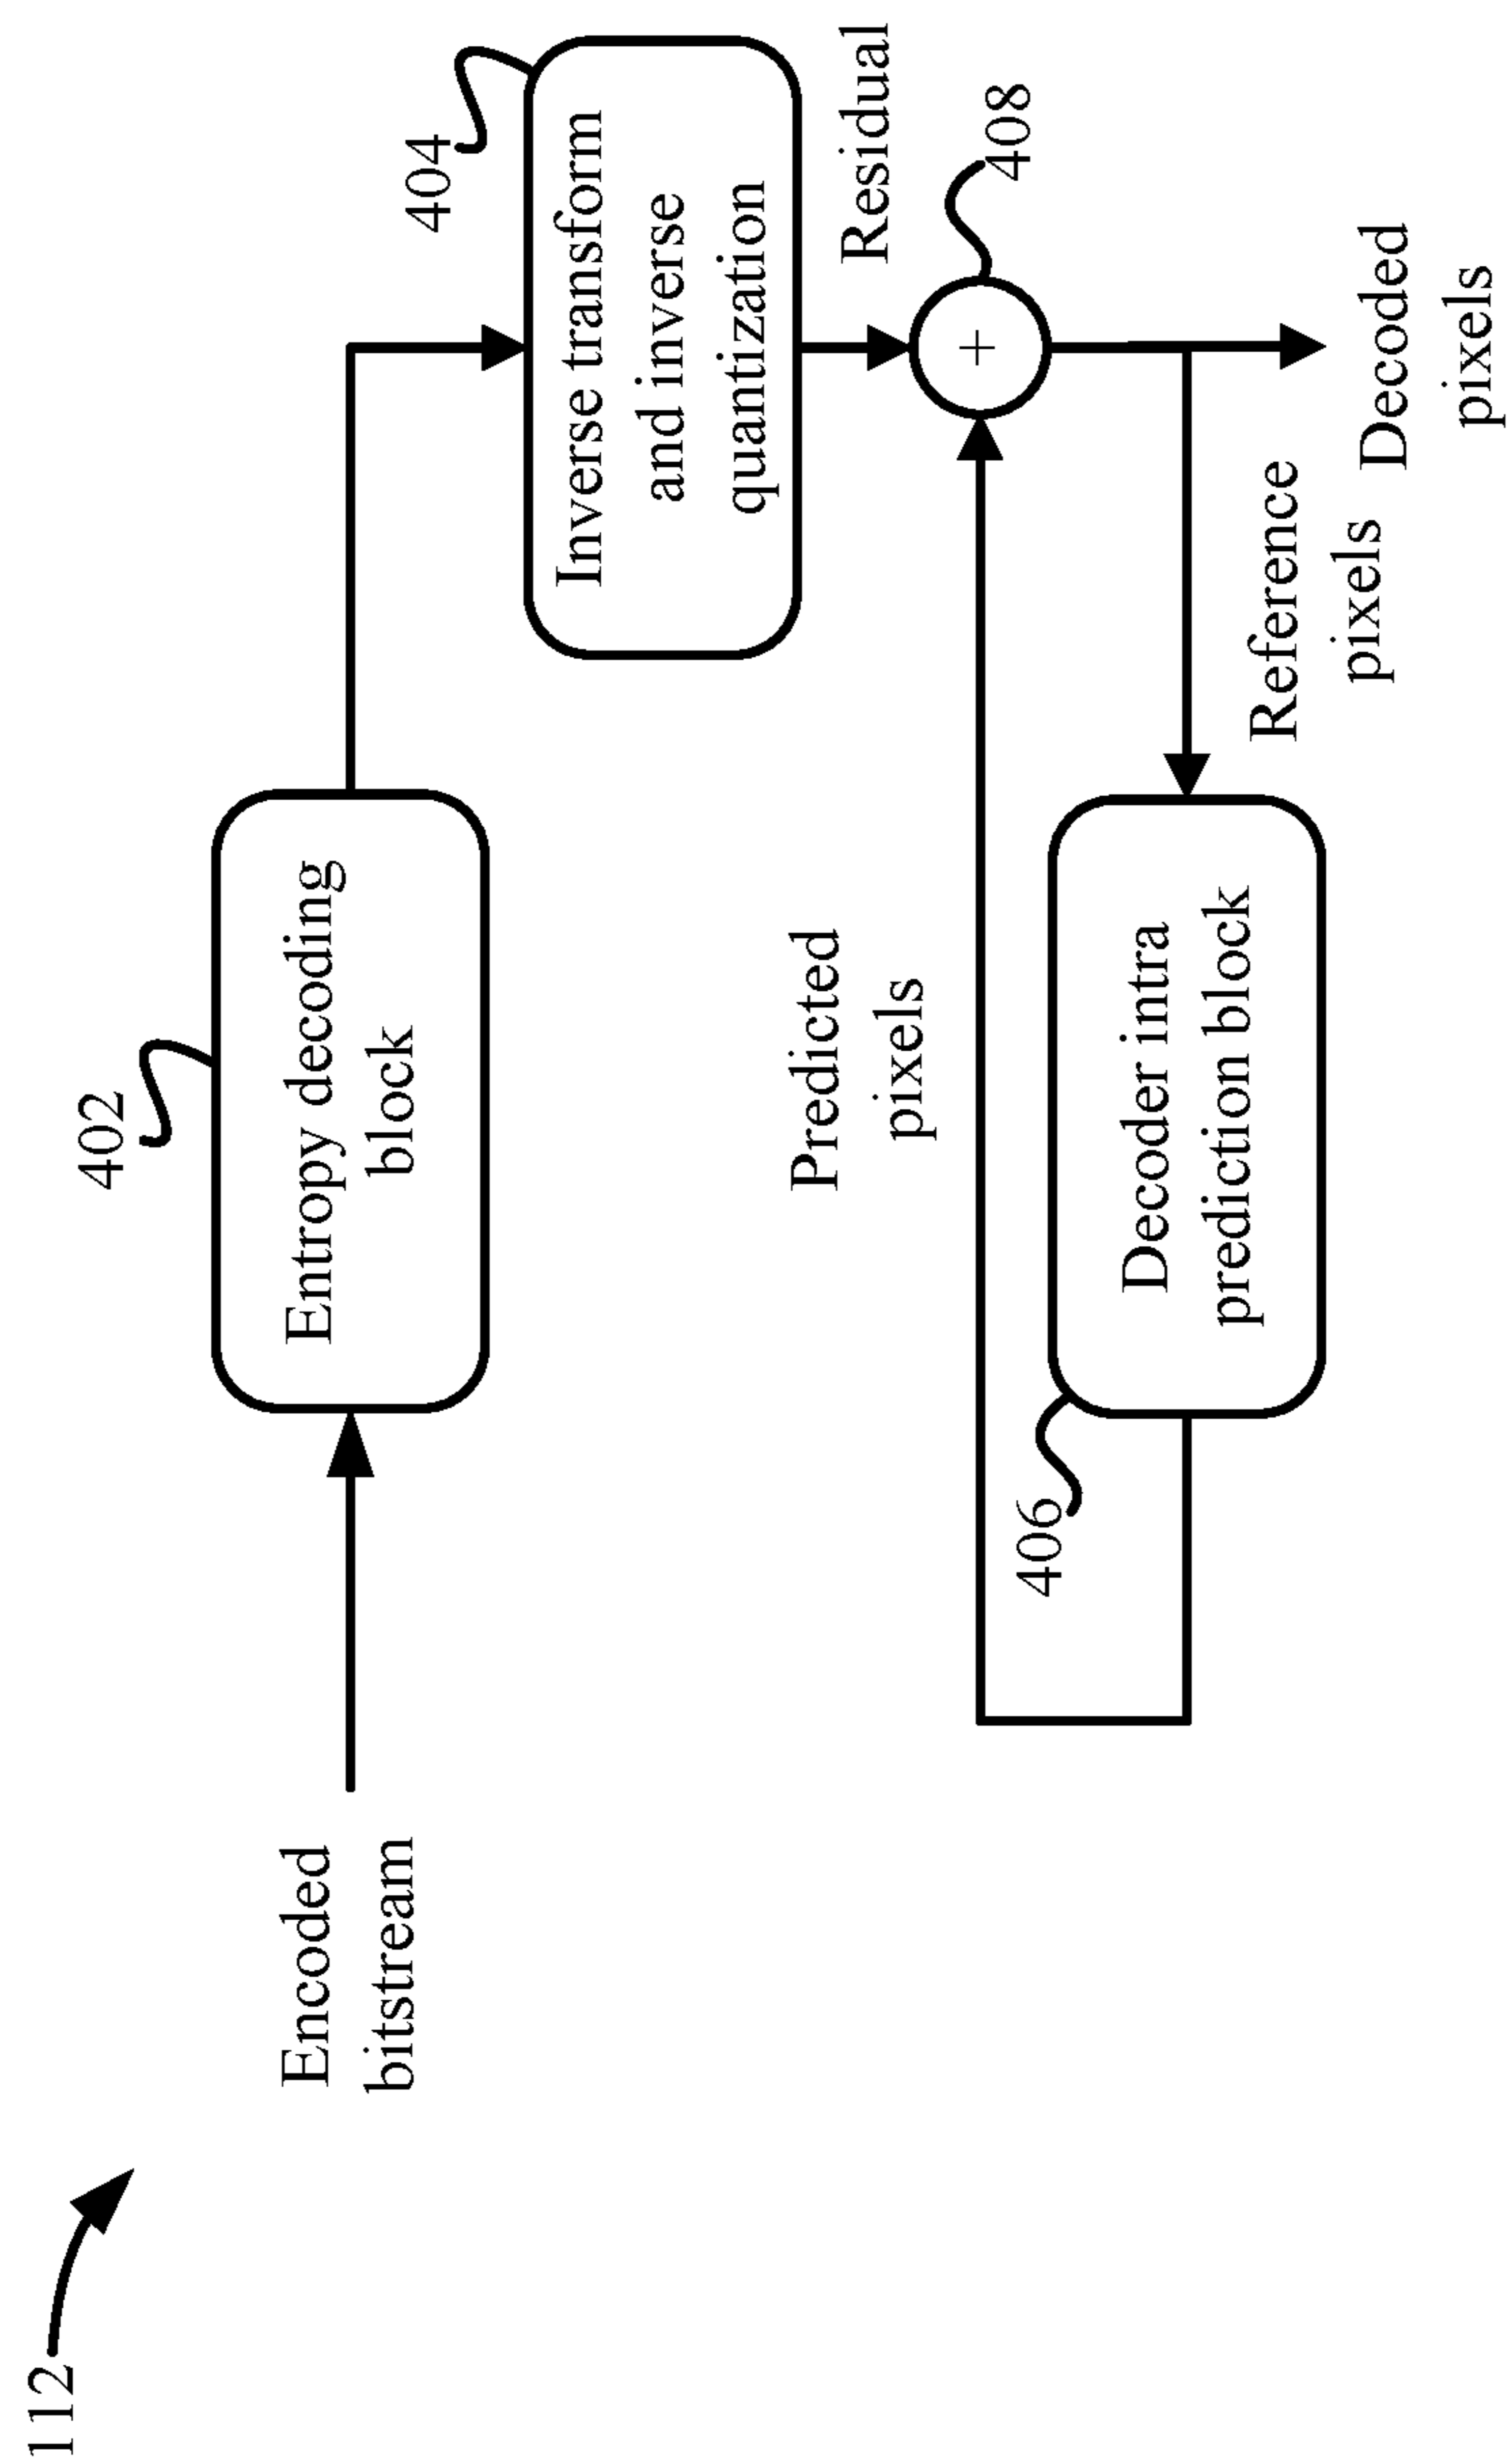 112
Encoded
bitstream
402
Entropy decoding
block
404
Inverse transform
and inverse
quantization
Residual
408
+
Predicted
pixels
406
Decoder intra
prediction block
Reference
pixels
Decoded
pixels